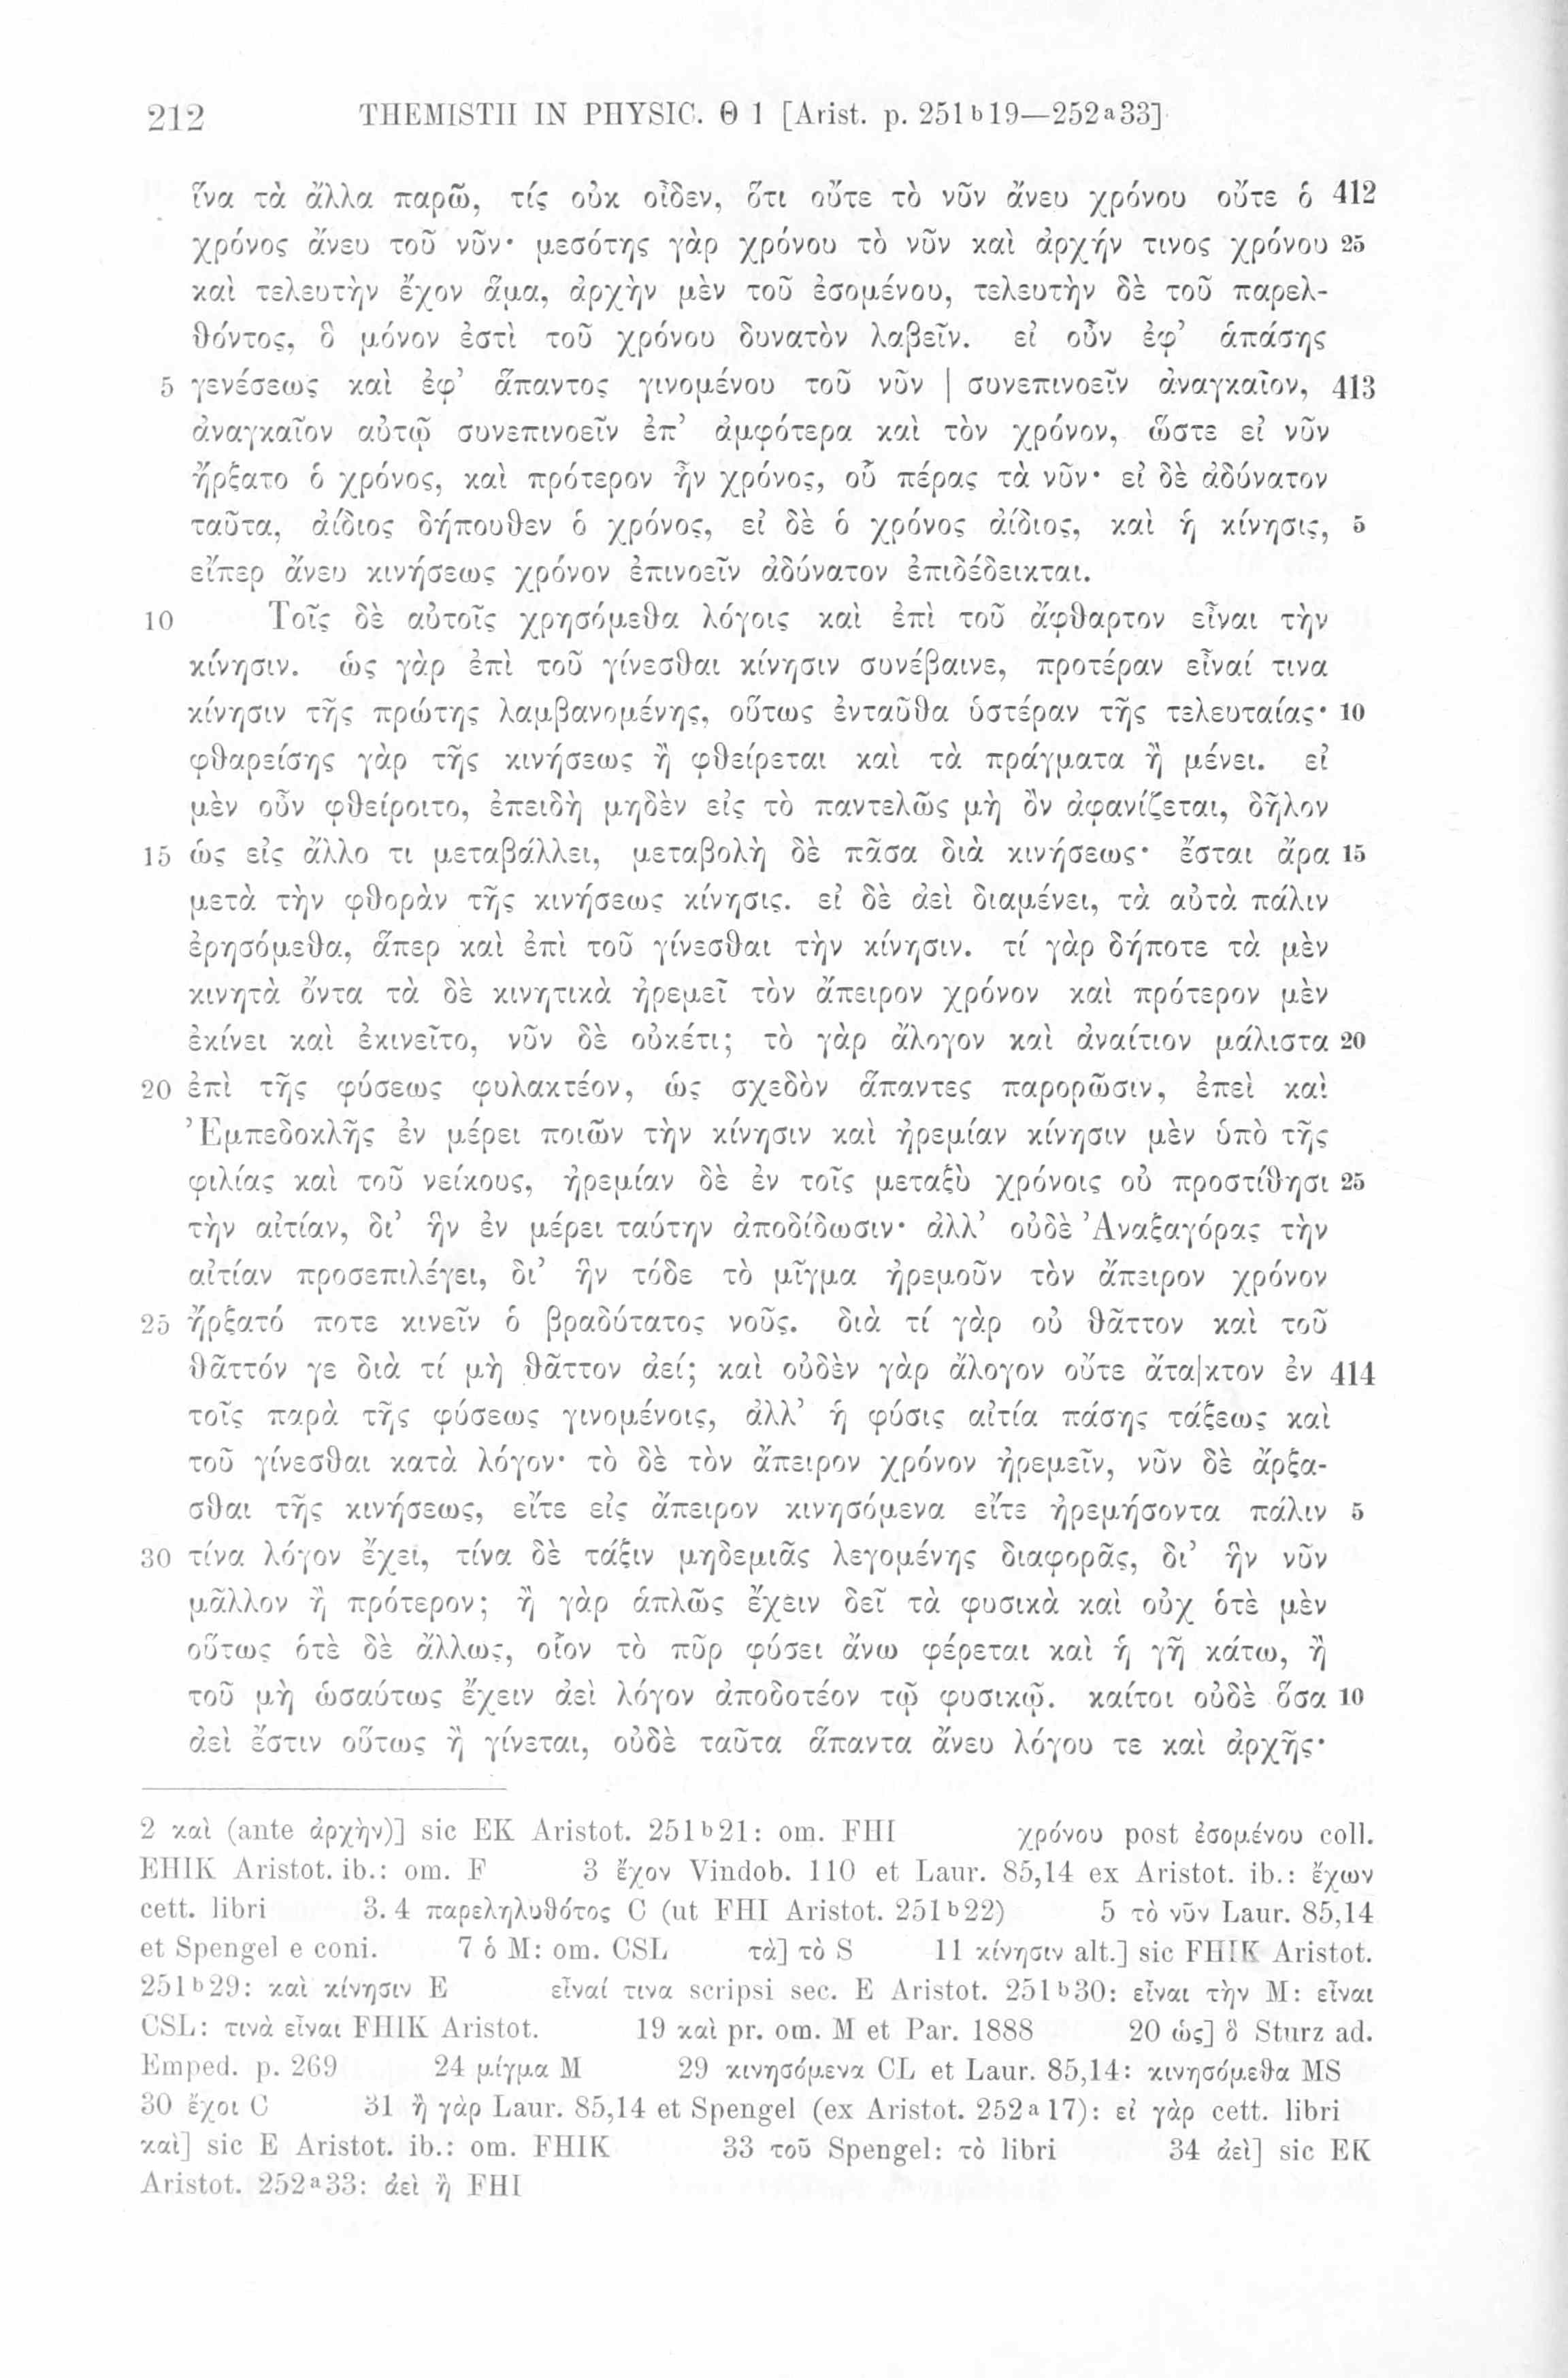 212 THEMISTII IN PHYSIC. Θ 1 [Arist. p. 251ᵇ19—252ᵃ33]
ἵνα τὰ ἄλλα παρῶ, τίς οὐκ οἶδεν, ὅτι οὔτε τὸ νῦν ἄνευ χρόνου οὔτε ὁ 412
χρόνος ἄνευ τοῦ νῦν· μεσότης γὰρ χρόνου τὸ νῦν καὶ ἀρχήν τινος χρόνου 25
καὶ τελευτὴν ἔχον ἅμα, ἀρχὴν μὲν τοῦ ἐσομένου, τελευτὴν δὲ τοῦ παρελ-
θόντος, ὃ μόνον ἐστὶ τοῦ χρόνου δυνατὸν λαβεῖν. εἰ οὖν ἐφ’ ἁπάσης
5 γενέσεως καὶ ἐφ’ ἅπαντος γινομένου τοῦ νῦν | συνεπινοεῖν ἀναγκαῖον, 413
ἀναγκαῖον αὐτῷ συνεπινοεῖν ἐπ’ ἀμφότερα καὶ τὸν χρόνον, ὥστε εἰ νῦν
ἤρξατο ὁ χρόνος, καὶ πρότερον ἦν χρόνος, οὗ πέρας τὰ νῦν· εἰ δὲ ἀδύνατον
ταῦτα, ἀίδιος δήπουθεν ὁ χρόνος, εἰ δὲ ὁ χρόνος ἀίδιος, καὶ ἡ κίνησις, 5
εἴπερ ἄνευ κινήσεως χρόνον ἐπινοεῖν ἀδύνατον ἐπιδέδεικται.
10 Τοῖς δὲ αὐτοῖς χρησόμεθα λόγοις καὶ ἐπὶ τοῦ ἄφθαρτον εἶναι τὴν
κίνησιν. ὡς γὰρ ἐπὶ τοῦ γίνεσθαι κίνησιν συνέβαινε, προτέραν εἶναί τινα
κίνησιν τῆς πρώτης λαμβανομένης, οὕτως ἐνταῦθα ὑστέραν τῆς τελευταίας· 10
φθαρείσης γὰρ τῆς κινήσεως ἢ φθείρεται καὶ τὰ πράγματα ἢ μένει. εἰ
μὲν οὖν φθείροιτο, ἐπειδὴ μηδὲν εἰς τὸ παντελῶς μὴ ὂν ἀφανίζεται, δῆλον
15 ὡς εἰς ἄλλο τι μεταβάλλει, μεταβολὴ δὲ πᾶσα διὰ κινήσεως· ἔσται ἄρα 15
μετὰ τὴν φθορὰν τῆς κινήσεως κίνησις. εἰ δὲ ἀεὶ διαμένει, τὰ αὐτὰ πάλιν
ἐρησόμεθα, ἅπερ καὶ ἐπὶ τοῦ γίνεσθαι τὴν κίνησιν. τί γὰρ δήποτε τὰ μὲν
κινητὰ ὄντα τὰ δὲ κινητικὰ ἠρεμεῖ τὸν ἄπειρον χρόνον καὶ πρότερον μὲν
ἐκίνει καὶ ἐκινεῖτο, νῦν δὲ οὐκέτι; τὸ γὰρ ἄλογον καὶ ἀναίτιον μάλιστα 20
20 ἐπὶ τῆς φύσεως φυλακτέον, ὡς σχεδὸν ἅπαντες παρορῶσιν, ἐπεὶ καὶ
Ἐμπεδοκλῆς ἐν μέρει ποιῶν τὴν κίνησιν καὶ ἠρεμίαν κίνησιν μὲν ὑπὸ τῆς
φιλίας καὶ τοῦ νείκους, ἠρεμίαν δὲ ἐν τοῖς μεταξὺ χρόνοις οὐ προστίθησι 25
τὴν αἰτίαν, δι’ ἣν ἐν μέρει ταύτην ἀποδίδωσιν· ἀλλ’ οὐδὲ Ἀναξαγόρας τὴν
αἰτίαν προσεπιλέγει, δι’ ἣν τόδε τὸ μῖγμα ἠρεμοῦν τὸν ἄπειρον χρόνον
25 ἤρξατό ποτε κινεῖν ὁ βραδύτατος νοῦς. διὰ τί γὰρ οὐ θᾶττον καὶ τοῦ
θᾶττόν γε διὰ τί μὴ θᾶττον ἀεί; καὶ οὐδὲν γὰρ ἄλογον οὔτε ἄτα|κτον ἐν 414
τοῖς παρὰ τῆς φύσεως γινομένοις, ἀλλ’ ἡ φύσις αἰτία πάσης τάξεως καὶ
τοῦ γίνεσθαι κατὰ λόγον· τὸ δὲ τὸν ἄπειρον χρόνον ἠρεμεῖν, νῦν δὲ ἄρξα-
σθαι τῆς κινήσεως, εἴτε εἰς ἄπειρον κινησόμενα εἴτε ἠρεμήσοντα πάλιν 5
30 τίνα λόγον ἔχει, τίνα δὲ τάξιν μηδεμιᾶς λεγομένης διαφορᾶς, δι’ ἣν νῦν
μᾶλλον ἢ πρότερον; ἢ γὰρ ἁπλῶς ἔχειν δεῖ τὰ φυσικὰ καὶ οὐχ ὁτὲ μὲν
οὕτως ὁτὲ δὲ ἄλλως, οἷον τὸ πῦρ φύσει ἄνω φέρεται καὶ ἡ γῆ κάτω, ἢ
τοῦ μὴ ὡσαύτως ἔχειν ἀεὶ λόγον ἀποδοτέον τῷ φυσικῷ. καίτοι οὐδὲ ὅσα 10
ἀεὶ ἔστιν οὕτως ἢ γίνεται, οὐδὲ ταῦτα ἅπαντα ἄνευ λόγου τε καὶ ἀρχῆς·
2 καὶ (ante ἀρχὴν)] sic EK Aristot. 251ᵇ21: om. FHI χρόνου post ἐσομένου coll.
EHIK Aristot. ib.: om. F 3 ἔχον Vindob. 110 et Laur. 85,14 ex Aristot. ib.: ἔχων
cett. libri 3. 4 παρεληλυθότος C (ut FHI Aristot. 251ᵇ22) 5 τὸ νῦν Laur. 85,14
et Spengel e coni. 7 ὁ M: om. CSL τὰ] τὸ S 11 κίνησιν alt.] sic FHIK Aristot.
251ᵇ29: καὶ κίνησιν E εἶναί τινα scripsi sec. E Aristot. 251ᵇ30: εἶναι τὴν M: εἶναι
CSL: τινὰ εἶναι FHIK Aristot. 19 καὶ pr. om. M et Par. 1888 20 ὡς] ὃ Sturz ad.
Emped. p. 269 24 μίγμα M 29 κινησόμενα CL et Laur. 85,14: κινησόμεθα MS
30 ἔχοι C 31 ἢ γὰρ Laur. 85,14 et Spengel (ex Aristot. 252ᵃ17): εἰ γὰρ cett. libri
καὶ] sic E Aristot. ib.: om. FHIK 33 τοῦ Spengel: τὸ libri 34 ἀεὶ] sic EK
Aristot. 252ᵃ33: ἀεὶ ἢ FHI